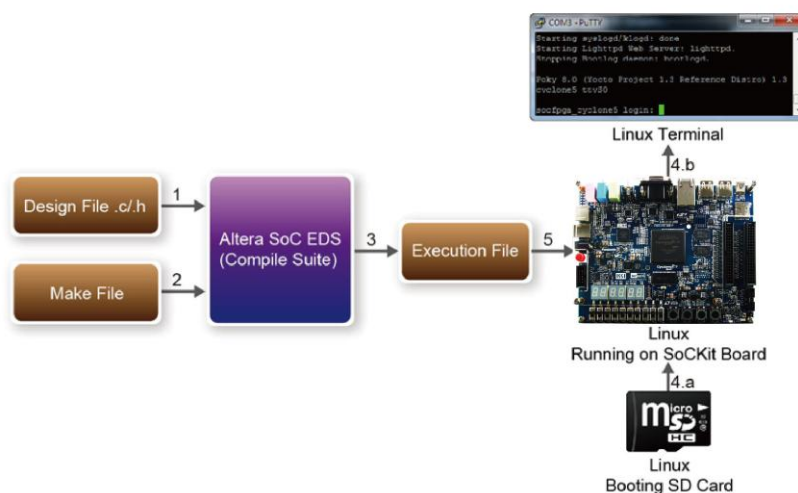 COM3 - PuTTY
Starting syslogd/klogd: done
Starting Lighttpd Web Server: lighttpd.
Stopping Bootlog daemon: bootlogd.
Poky 8.0 (Yocto Project 1.3 Reference Distro) 1.3
cyclone5 ttyS0
socfpga_cyclone5 login:
Linux Terminal
4.b
Design File .c/.h
1
Altera SoC EDS
(Compile Suite)
3
Execution File
5
Make File
2
Linux
Running on SoCKit Board
4.a
micro
SD
HC
Linux
Booting SD Card